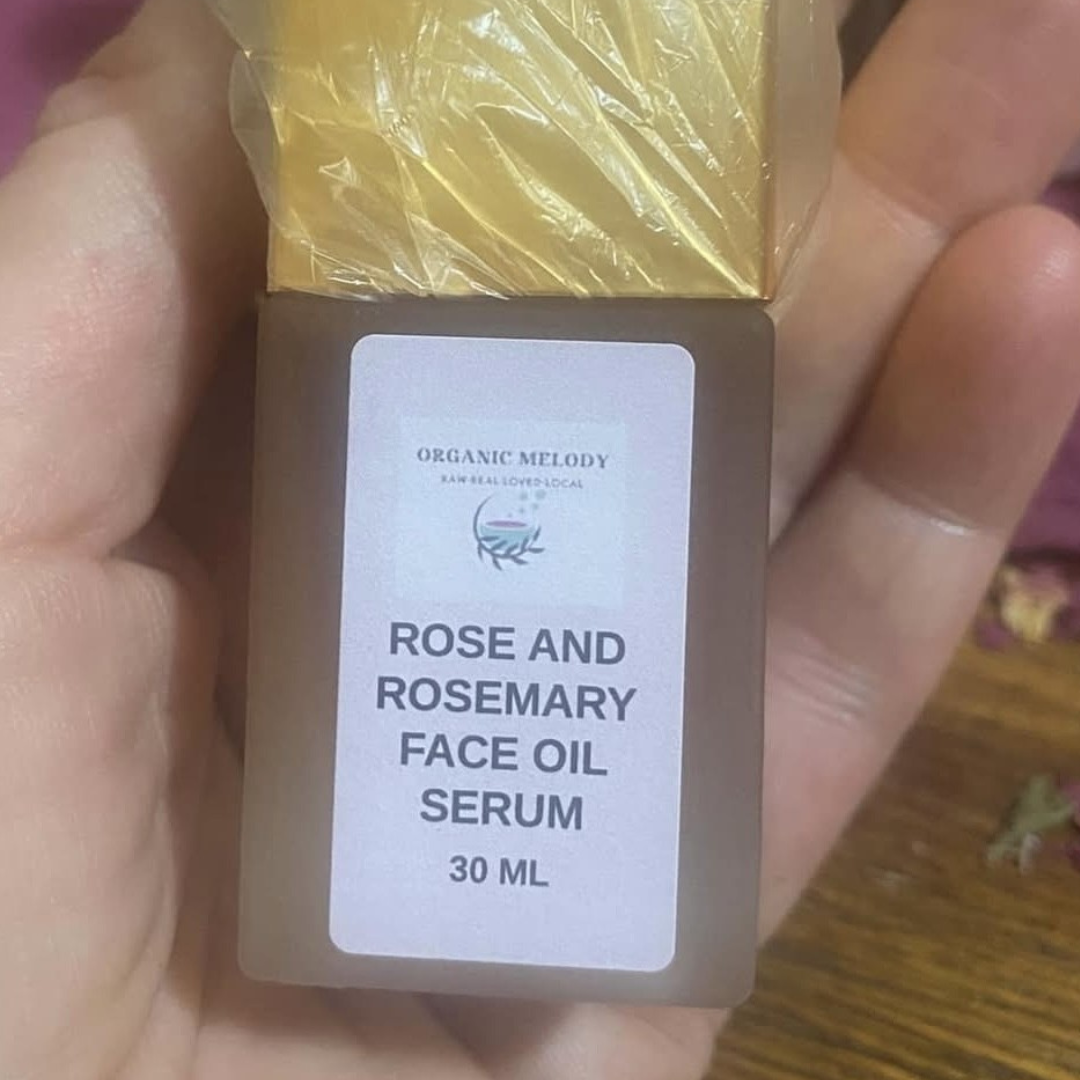 ORGANIC MELODY
RAW·REAL·LOVED·LOCAL
ROSE AND
ROSEMARY
FACE OIL
SERUM
30 ML